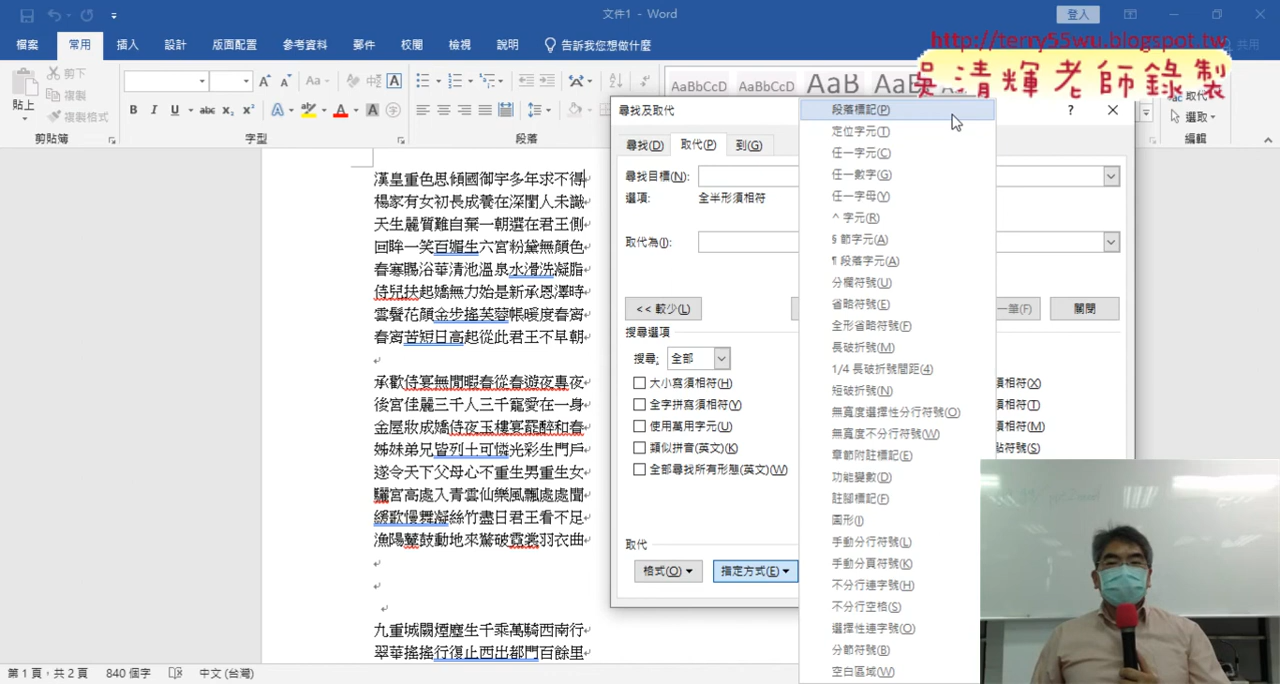 文件1 - Word
登入
檔案 常用 插入 設計 版面配置 參考資料 郵件 校閱 檢視 說明 告訴我您想做什麼 共用
http://terry55wu.blogspot.tw
吳清輝老師錄製
貼上
剪下
複製
複製格式
剪貼簿
字型
段落
AaBbCcD AaBbCcD AaB
取代
選取
編輯
漢皇重色思傾國御宇多年求不得
楊家有女初長成養在深閨人未識
天生麗質難自棄一朝選在君王側
回眸一笑百媚生六宮粉黛無顏色
春寒賜浴華清池溫泉水滑洗凝脂
侍兒扶起嬌無力始是新承恩澤時
雲鬢花顏金步搖芙蓉帳暖度春宵
春宵苦短日高起從此君王不早朝
承歡侍宴無閒暇春從春遊夜專夜
後宮佳麗三千人三千寵愛在一身
金屋妝成嬌侍夜玉樓宴罷醉和春
姊妹弟兄皆列土可憐光彩生門戶
遂令天下父母心不重生男重生女
驪宮高處入青雲仙樂風飄處處聞
緩歌慢舞凝絲竹盡日君王看不足
漁陽鼙鼓動地來驚破霓裳羽衣曲
九重城闕煙塵生千乘萬騎西南行
翠華搖搖行復止西出都門百餘里
尋找及取代
? ×
尋找(D) 取代(P) 到(G)
尋找目標(N):
選項: 全半形須相符
取代為(I):
<< 較少(L)
一筆(F)
關閉
搜尋選項
搜尋: 全部
大小寫須相符(H)
全字拼寫須相符(Y)
使用萬用字元(U)
類似拼音(英文)(K)
全部尋找所有形態(英文)(W)
須相符(X)
須相符(T)
須相符(M)
點符號(S)
取代
格式(O) 指定方式(E)
段落標記(P)
定位字元(T)
任一字元(C)
任一數字(G)
任一字母(Y)
^ 字元(R)
§ 節字元(A)
¶ 段落字元(A)
分欄符號(U)
省略符號(E)
全形省略符號(F)
長破折號(M)
1/4 長破折號間距(4)
短破折號(N)
無寬度選擇性分行符號(O)
無寬度不分行符號(W)
章節附註標記(E)
功能變數(D)
註腳標記(F)
圖形(I)
手動分行符號(L)
手動分頁符號(K)
不分行連字號(H)
不分行空格(S)
選擇性連字號(O)
分節符號(B)
空白區域(W)
第 1 頁，共 2 頁 840 個字 中文 (台灣)